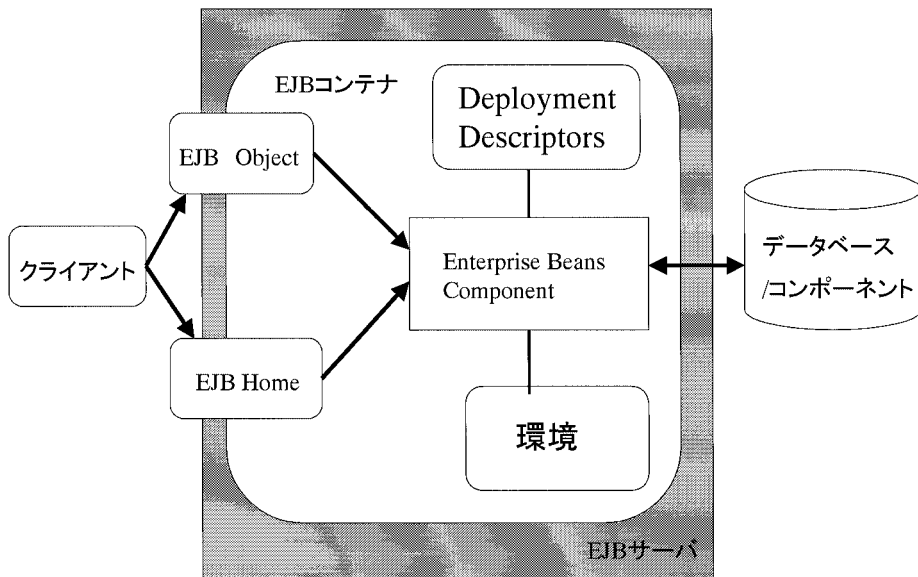 EJBコンテナ
Deployment
Descriptors
EJB Object
クライアント
Enterprise Beans
Component
データベース
/コンポーネント
EJB Home
環境
EJBサーバ